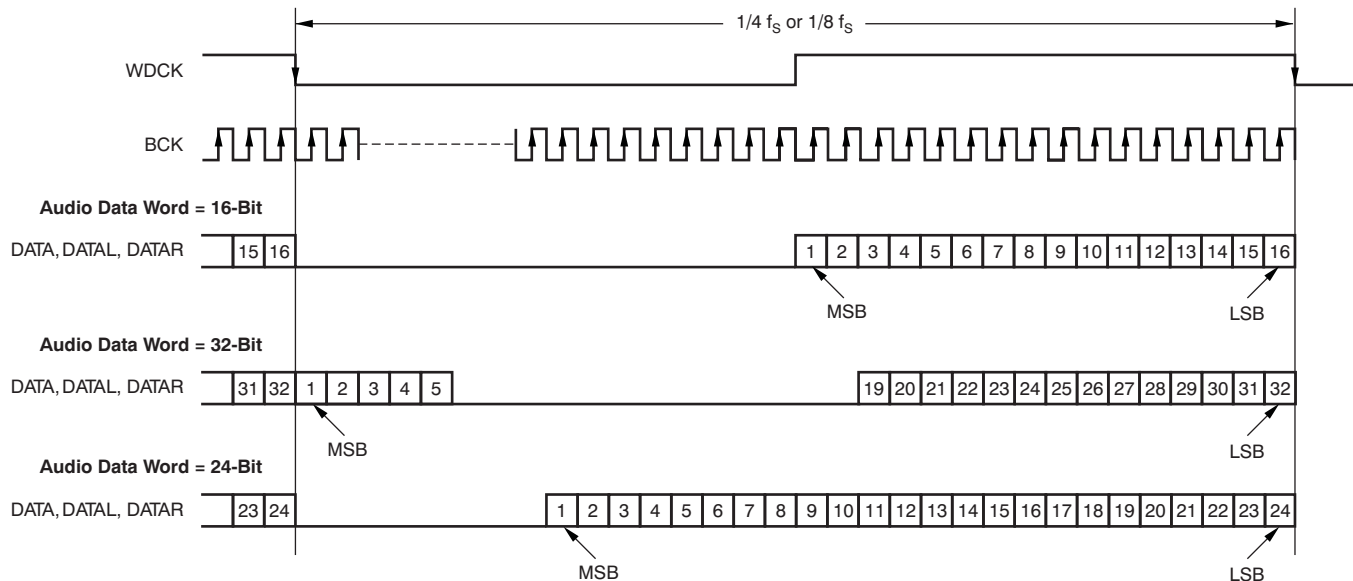 1/4 fS or 1/8 fS
WDCK
BCK
Audio Data Word = 16-Bit
DATA, DATAL, DATAR 15 16 1 2 3 4 5 6 7 8 9 10 11 12 13 14 15 16
MSB LSB
Audio Data Word = 32-Bit
DATA, DATAL, DATAR 31 32 1 2 3 4 5 19 20 21 22 23 24 25 26 27 28 29 30 31 32
MSB LSB
Audio Data Word = 24-Bit
DATA, DATAL, DATAR 23 24 1 2 3 4 5 6 7 8 9 10 11 12 13 14 15 16 17 18 19 20 21 22 23 24
MSB LSB